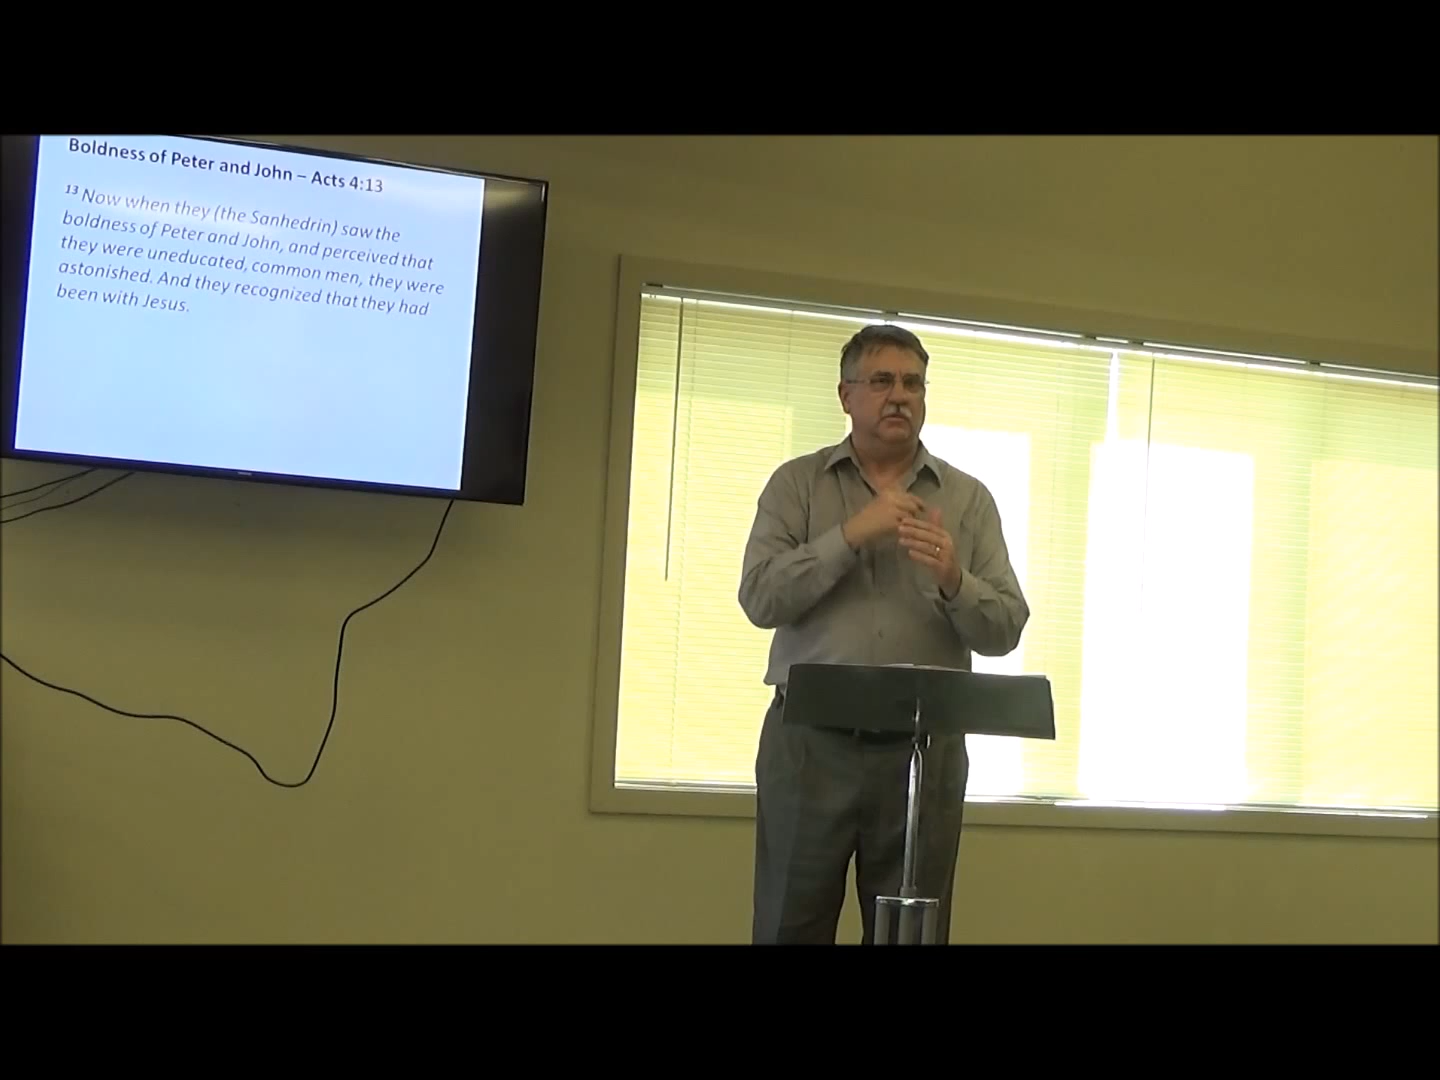 Boldness of Peter and John – Acts 4:13
13 Now when they (the Sanhedrin) saw the
boldness of Peter and John, and perceived that
they were uneducated, common men, they were
astonished. And they recognized that they had
been with Jesus.